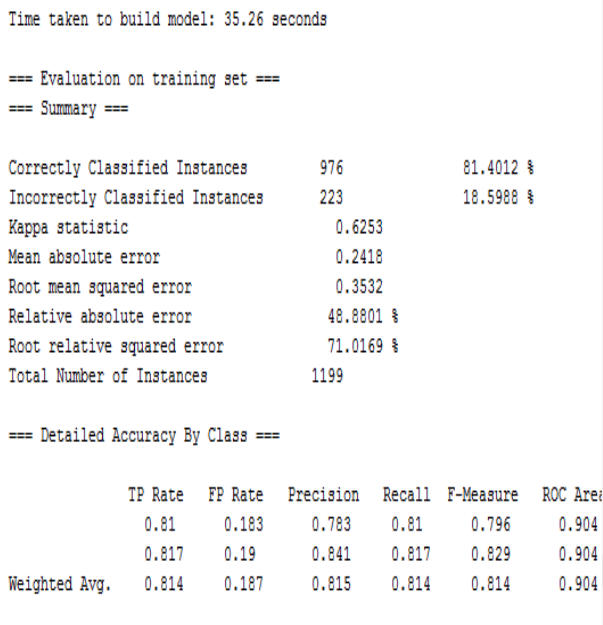 Time taken to build model: 35.26 seconds
=== Evaluation on training set ===
=== Summary ===
Correctly Classified Instances 976 81.4012 %
Incorrectly Classified Instances 223 18.5988 %
Kappa statistic 0.6253
Mean absolute error 0.2418
Root mean squared error 0.3532
Relative absolute error 48.8801 %
Root relative squared error 71.0169 %
Total Number of Instances 1199
=== Detailed Accuracy By Class ===
TP Rate FP Rate Precision Recall F-Measure ROC Area
0.81 0.183 0.783 0.81 0.796 0.904
0.817 0.19 0.841 0.817 0.829 0.904
Weighted Avg. 0.814 0.187 0.815 0.814 0.814 0.904